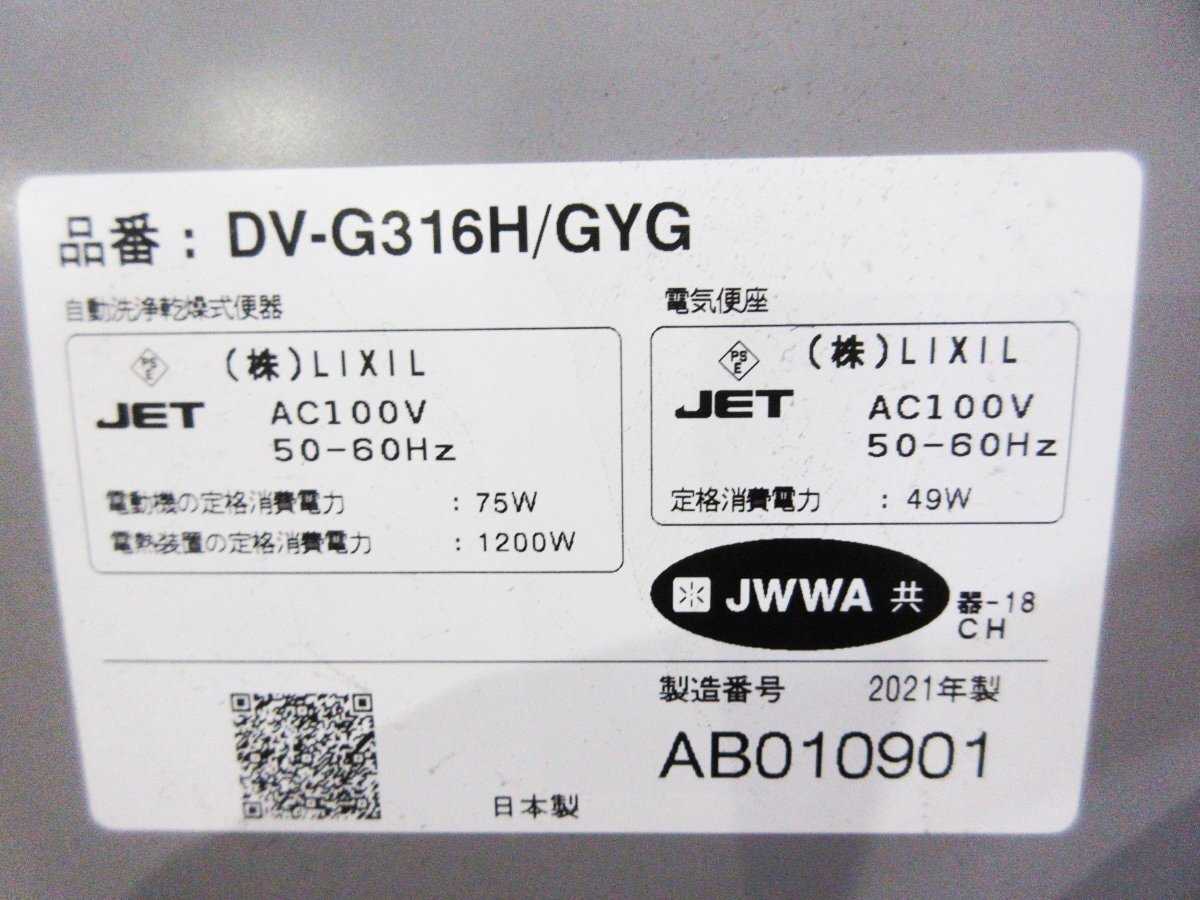 品番：DV-G316H/GYG
自動洗浄乾燥式便器
PS
E
(株)LIXIL
JET
AC100V
50-60Hz
電動機の定格消費電力 : 75W
電熱装置の定格消費電力 : 1200W
電気便座
PS
E
(株)LIXIL
JET
AC100V
50-60Hz
定格消費電力 : 49W
JWWA 共
器-18
CH
製造番号 2021年製
AB010901
日本製